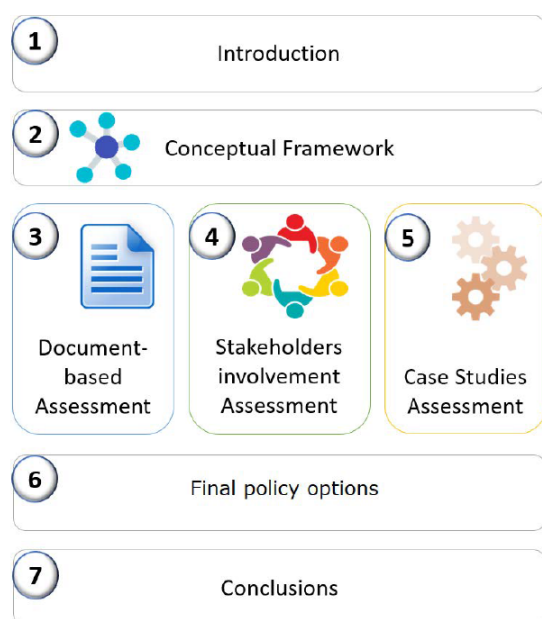 1
Introduction
2
Conceptual Framework
3
Document-
based
Assessment
4
Stakeholders
involvement
Assessment
5
Case Studies
Assessment
6
Final policy options
7
Conclusions